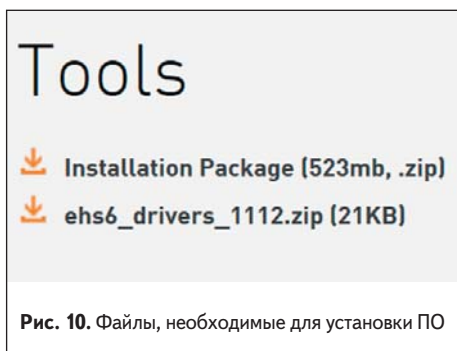 Tools
Installation Package (523mb, .zip)
ehs6_drivers_1112.zip (21KB)
Рис. 10. Файлы, необходимые для установки ПО